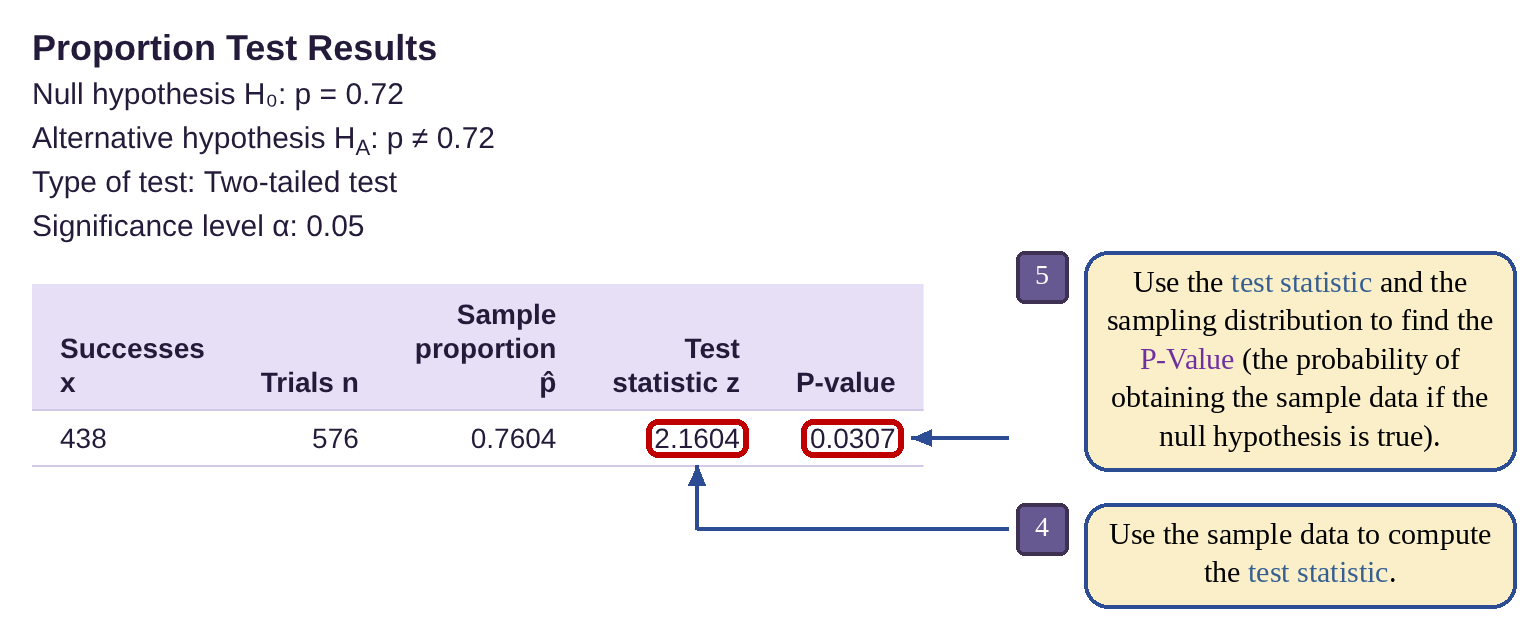 Proportion Test Results
Null hypothesis H₀: p = 0.72
Alternative hypothesis H_A: p ≠ 0.72
Type of test: Two-tailed test
Significance level α: 0.05
Successes x | Trials n | Sample proportion p̂ | Test statistic z | P-value
438 | 576 | 0.7604 | 2.1604 | 0.0307
5
Use the test statistic and the
sampling distribution to find the
P-Value (the probability of
obtaining the sample data if the
null hypothesis is true).
4
Use the sample data to compute
the test statistic.